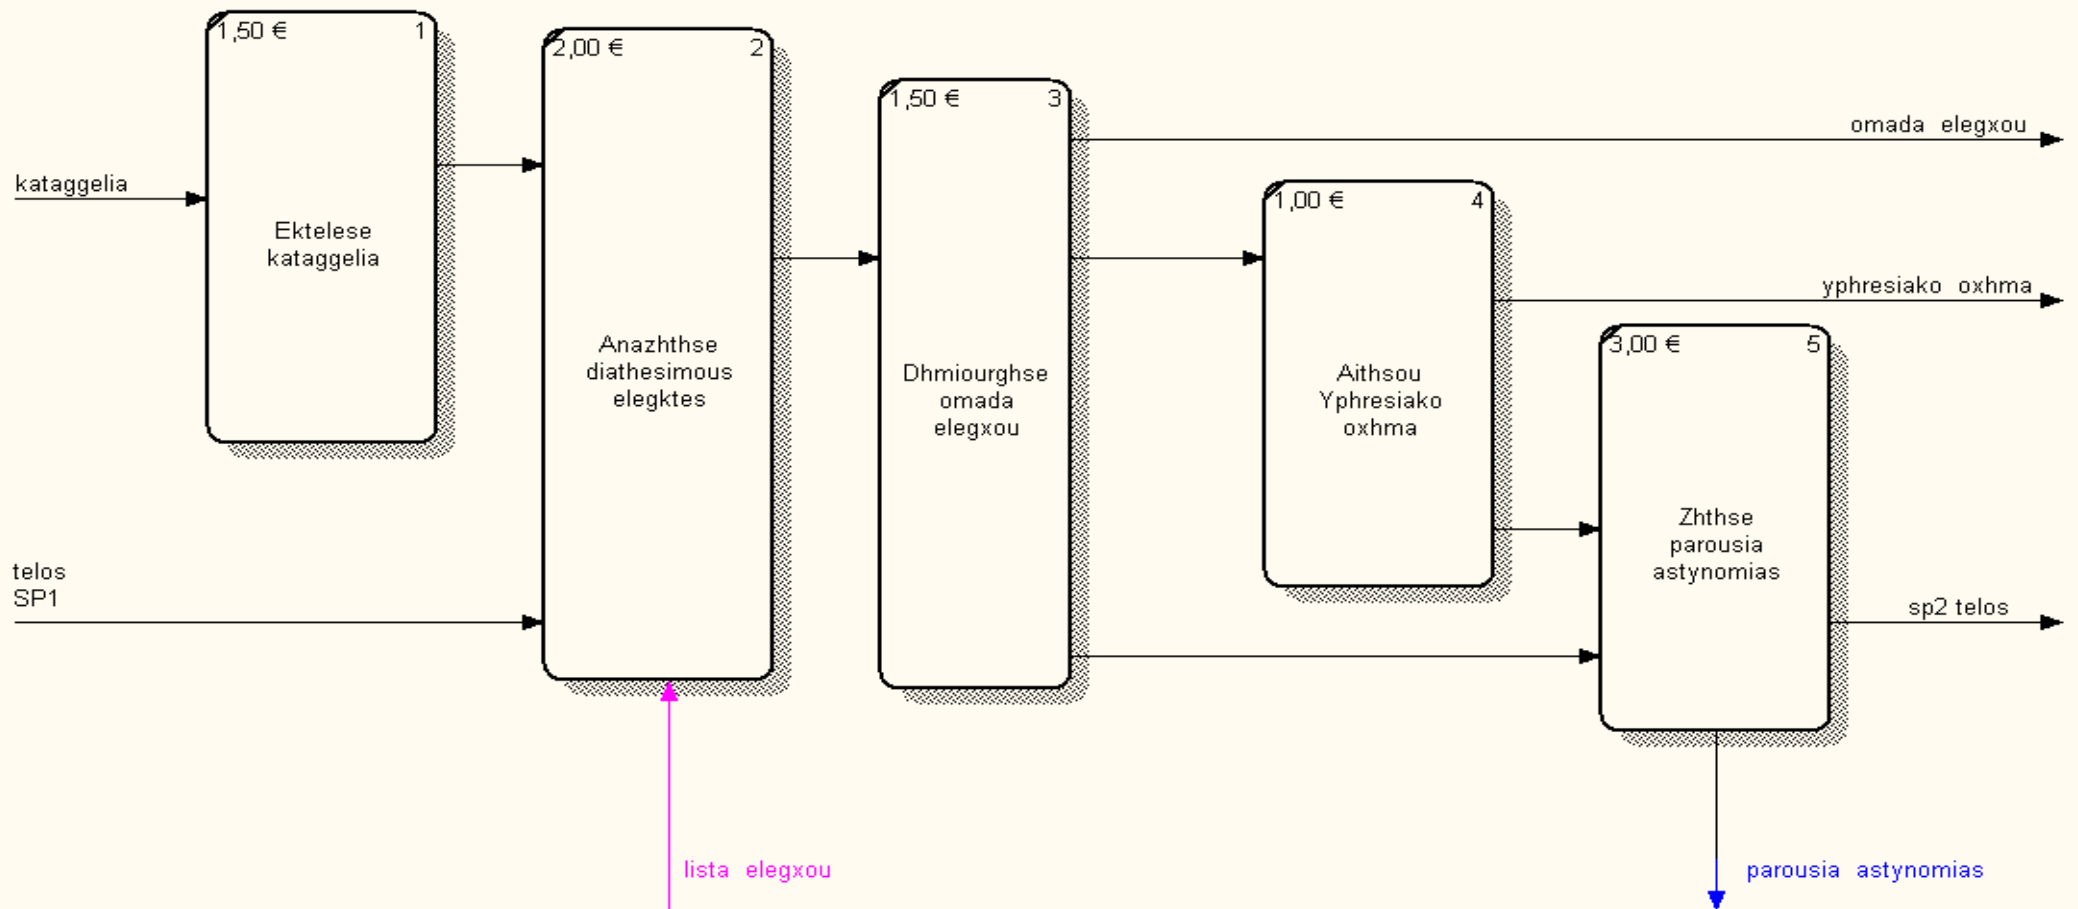 1,50 € 1
Ektelese
kataggelia
2,00 € 2
Anazhthse
diathesimous
elegktes
1,50 € 3
Dhmiourghse
omada
elegxou
1,00 € 4
Aithsou
Yphresiako
oxhma
3,00 € 5
Zhthse
parousia
astynomias
kataggelia
telos
SP1
omada elegxou
yphresiako oxhma
sp2 telos
lista elegxou
parousia astynomias